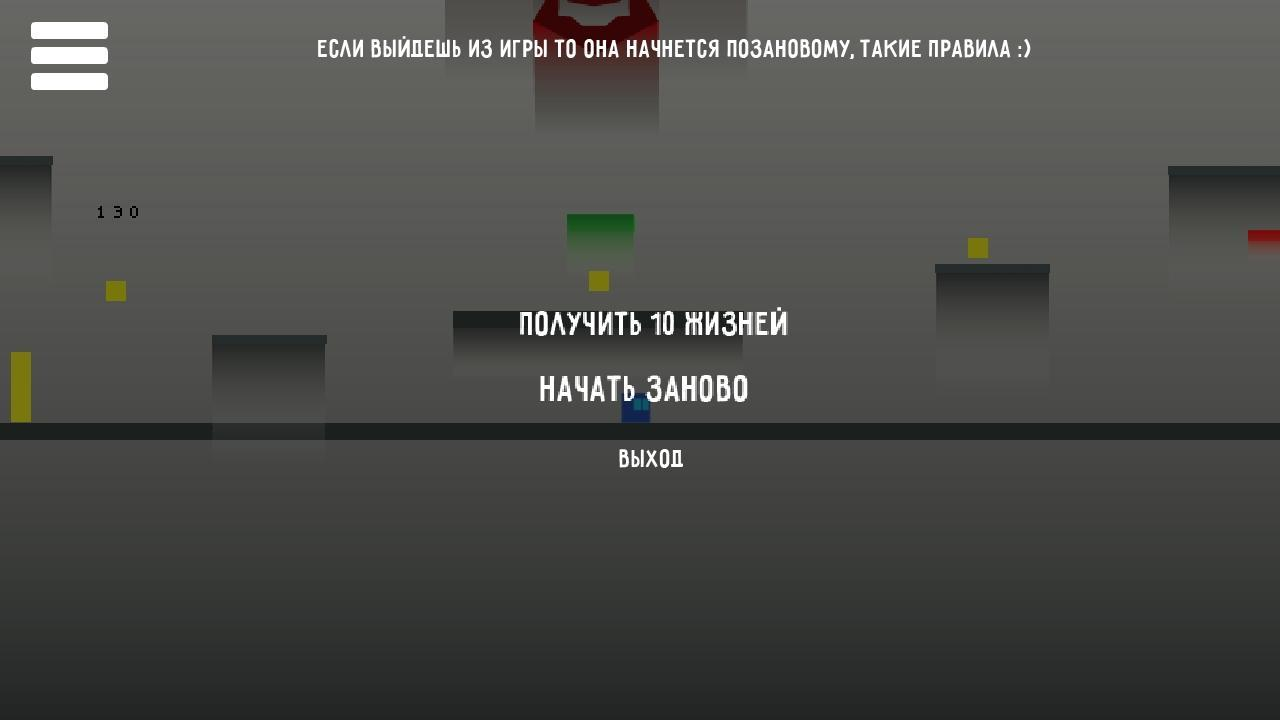 ЕСЛИ ВЫЙДЕШЬ ИЗ ИГРЫ ТО ОНА НАЧНЕТСЯ ПОЗАНОВОМУ, ТАКИЕ ПРАВИЛА :)
130
ПОЛУЧИТЬ 10 ЖИЗНЕЙ
НАЧАТЬ ЗАНОВО
ВЫХОД